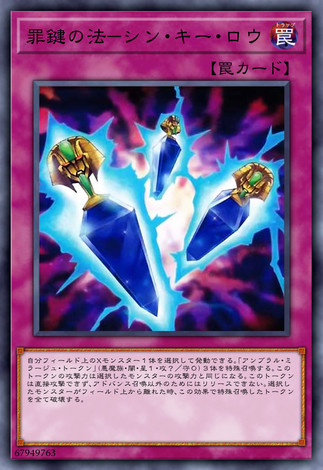 罪鍵の法－シン・キー・ロウ
トラップ
罠
【罠カード】
自分フィールド上のXモンスター1体を選択して発動できる。「アンブラル・ミ
ラージュ・トークン」(悪魔族・闇・星1・攻?/守0)3体を特殊召喚する。こ
のトークンの攻撃力は選択したモンスターの攻撃力と同じになる。このトークン
は直接攻撃できず、アドバンス召喚以外のためにはリリースできない。選択し
たモンスターがフィールド上から離れた時、この効果で特殊召喚したトークン
を全て破壊する。
67949763